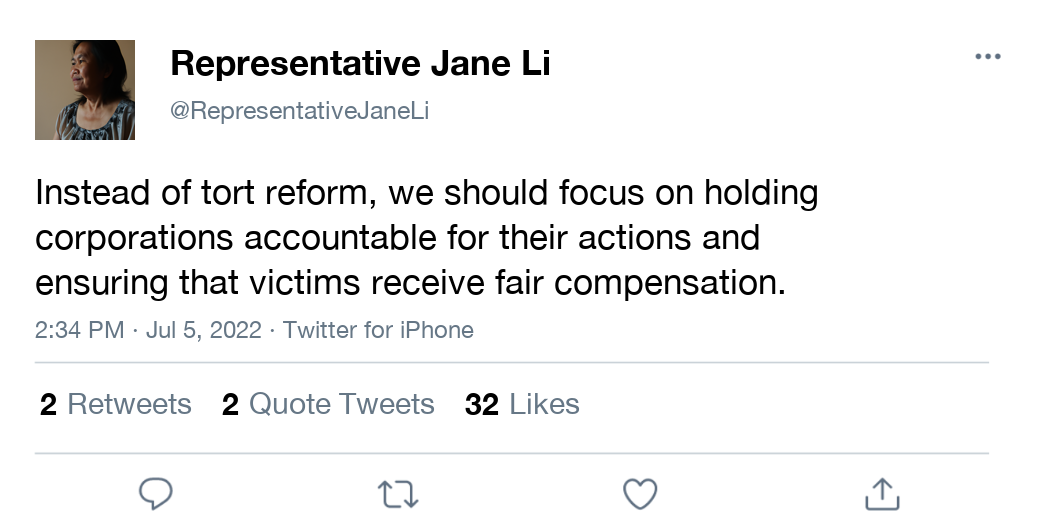 Representative Jane Li
@RepresentativeJaneLi
Instead of tort reform, we should focus on holding
corporations accountable for their actions and
ensuring that victims receive fair compensation.
2:34 PM · Jul 5, 2022 · Twitter for iPhone
2 Retweets 2 Quote Tweets 32 Likes